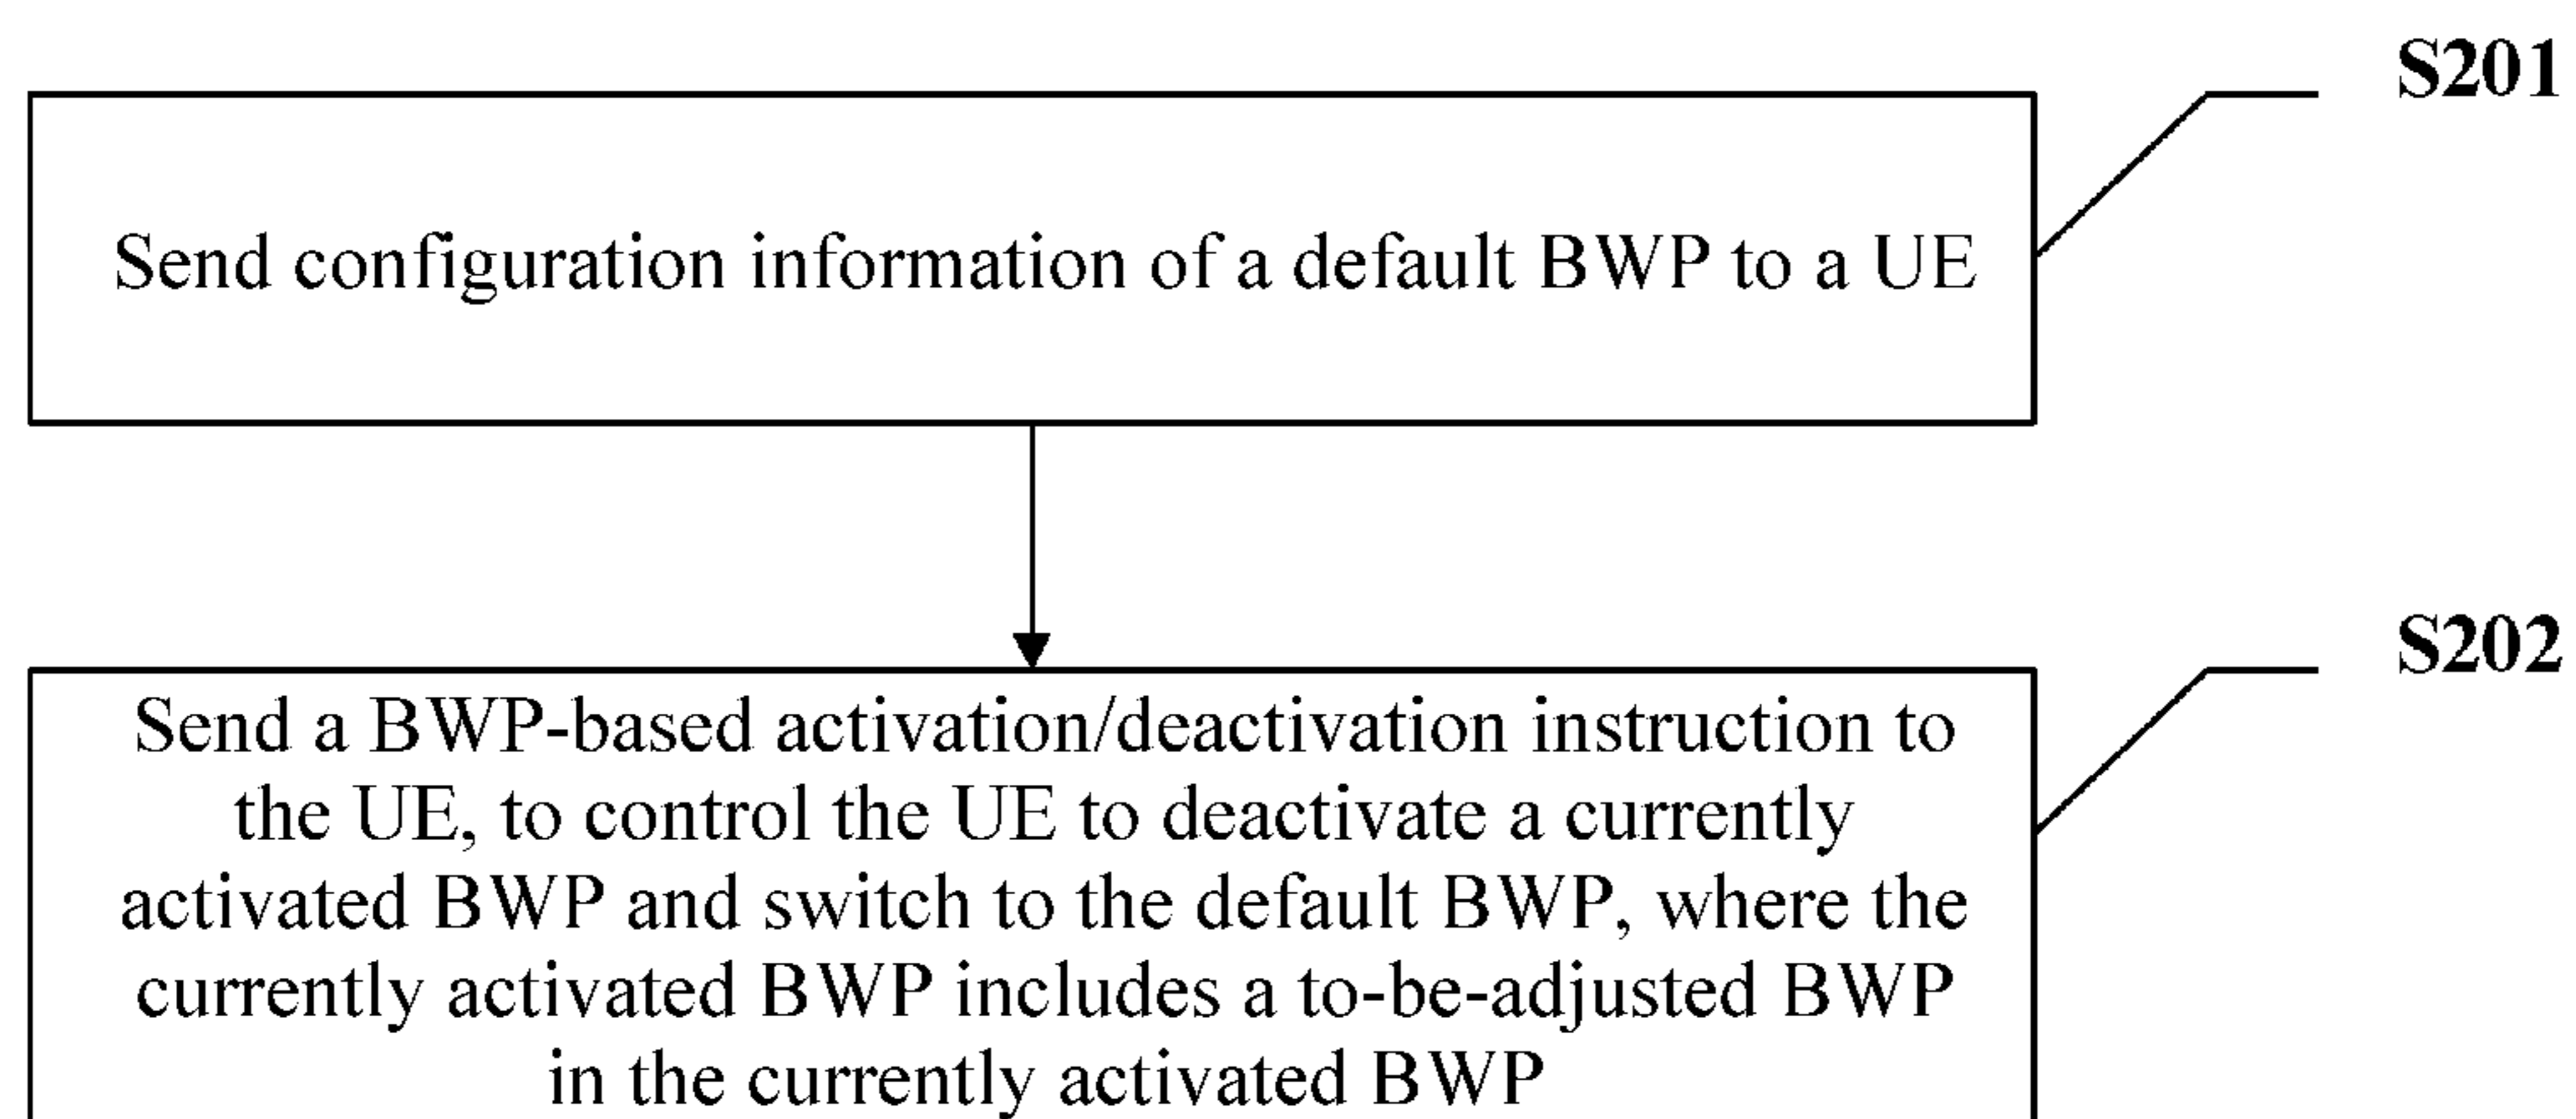 S201
Send configuration information of a default BWP to a UE
S202
Send a BWP-based activation/deactivation instruction to
the UE, to control the UE to deactivate a currently
activated BWP and switch to the default BWP, where the
currently activated BWP includes a to-be-adjusted BWP
in the currently activated BWP